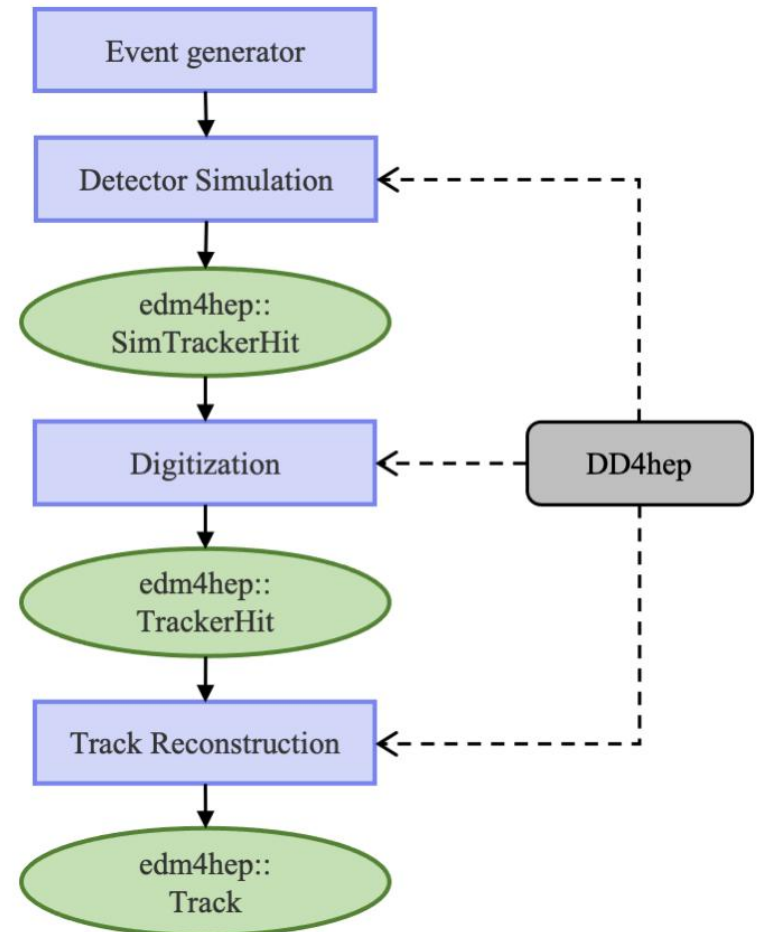 Event generator
Detector Simulation
edm4hep::
SimTrackerHit
Digitization
DD4hep
edm4hep::
TrackerHit
Track Reconstruction
edm4hep::
Track